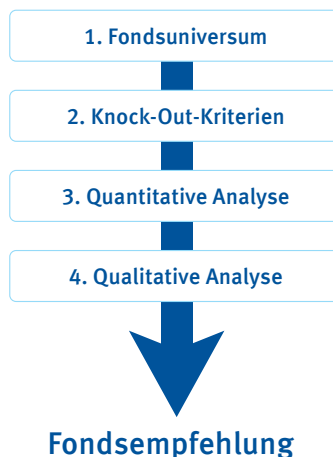 1. Fondsuniversum
2. Knock-Out-Kriterien
3. Quantitative Analyse
4. Qualitative Analyse
Fondsempfehlung